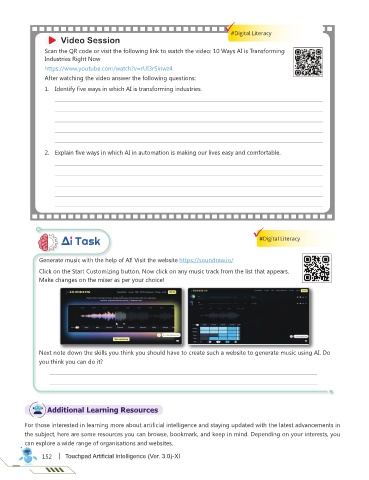 #Digital Literacy
Video Session
Scan the QR code or visit the following link to watch the video: 10 Ways AI is Transforming
Industries Right Now
After watching the video answer the following questions:
1. Identify five ways in which AI is transforming industries.
2. Explain five ways in which AI in automation is making our lives easy and comfortable.
Ai Task
#Digital Literacy
Generate music with the help of AI! Visit the website https://soundraw.io/
Click on the Start Customizing button. Now click on any music track from the list that appears.
Make changes on the mixer as per your choice!
Next note down the skills you think you should have to create such a website to generate music using AI. Do
you think you can do it?
Additional Learning Resources
For those interested in learning more about artificial intelligence and staying updated with the latest advancements in
the subject, here are some resources you can browse, bookmark, and keep in mind. Depending on your interests, you
can explore a wide range of organisations and websites.
152 | Touchpad Artificial Intelligence (Ver. 3.0)-XI